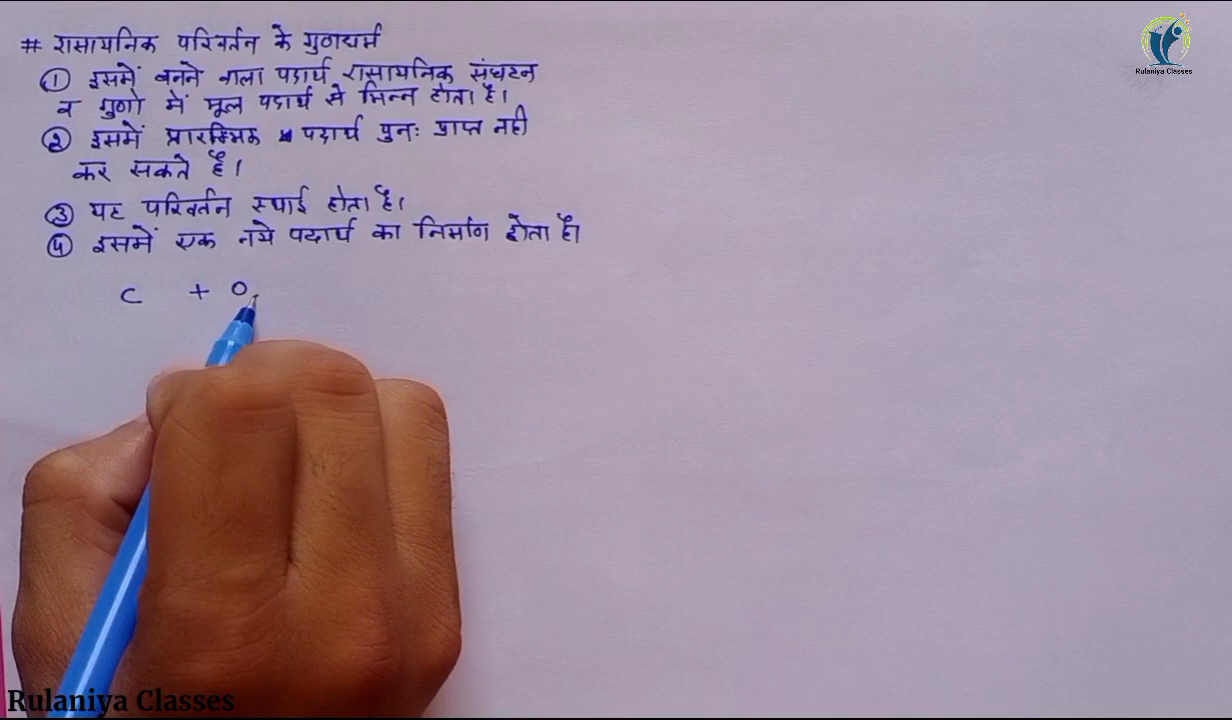 # रासायनिक परिवर्तन के गुणधर्म
① इसमें बनने वाला पदार्थ रासायनिक संघटन
व गुणो में मूल पदार्थ से भिन्न होता है।
② इसमें प्रारम्भिक पदार्थ पुनः प्राप्त नही
कर सकते है।
③ यह परिवर्तन स्थाई होता है।
④ इसमें एक नये पदार्थ का निर्माण होता है।
C + O
Rulaniya Classes
Rulaniya Classes